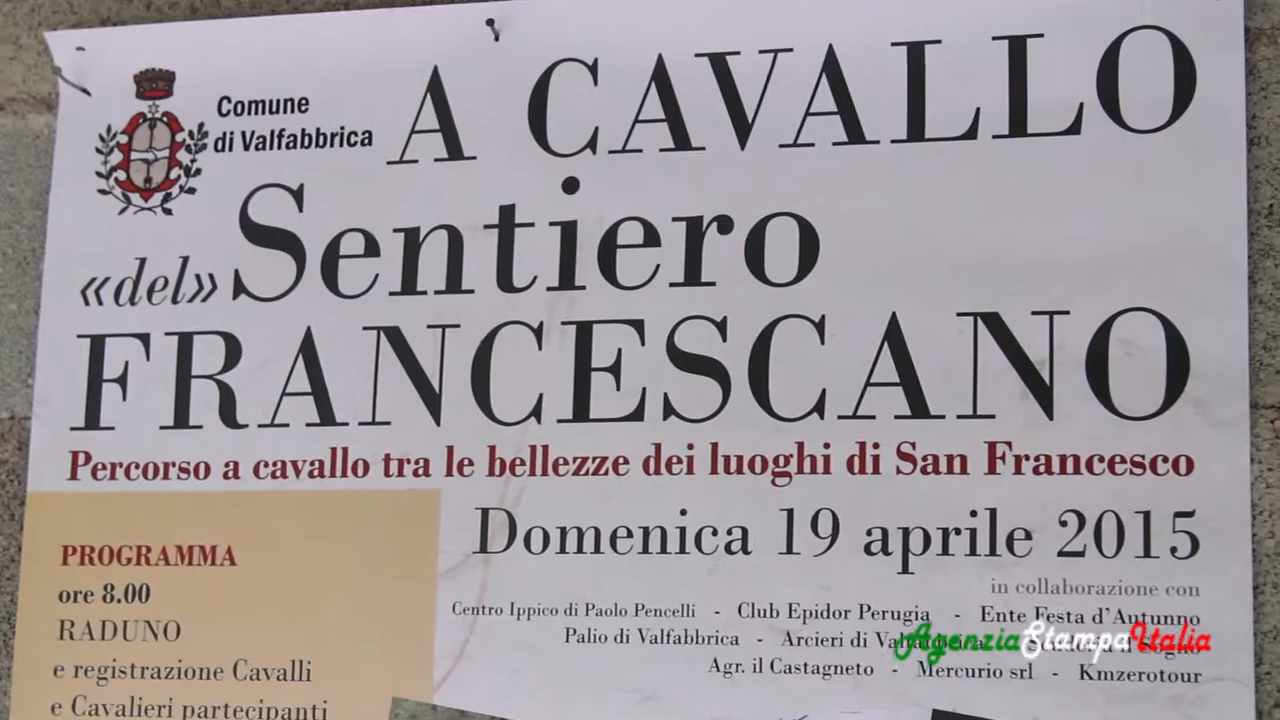 Comune
di Valfabbrica
A CAVALLO
«del» Sentiero
FRANCESCANO
Percorso a cavallo tra le bellezze dei luoghi di San Francesco
Domenica 19 aprile 2015
in collaborazione con
Centro Ippico di Paolo Pencelli - Club Epidor Perugia - Ente Festa d'Autunno
Palio di Valfabbrica - Arcieri di Valfabbrica -
Agr. il Castagneto - Mercurio srl - Kmzerotour
AgenziaStampaItalia
PROGRAMMA
ore 8.00
RADUNO
e registrazione Cavalli
e Cavalieri partecipanti